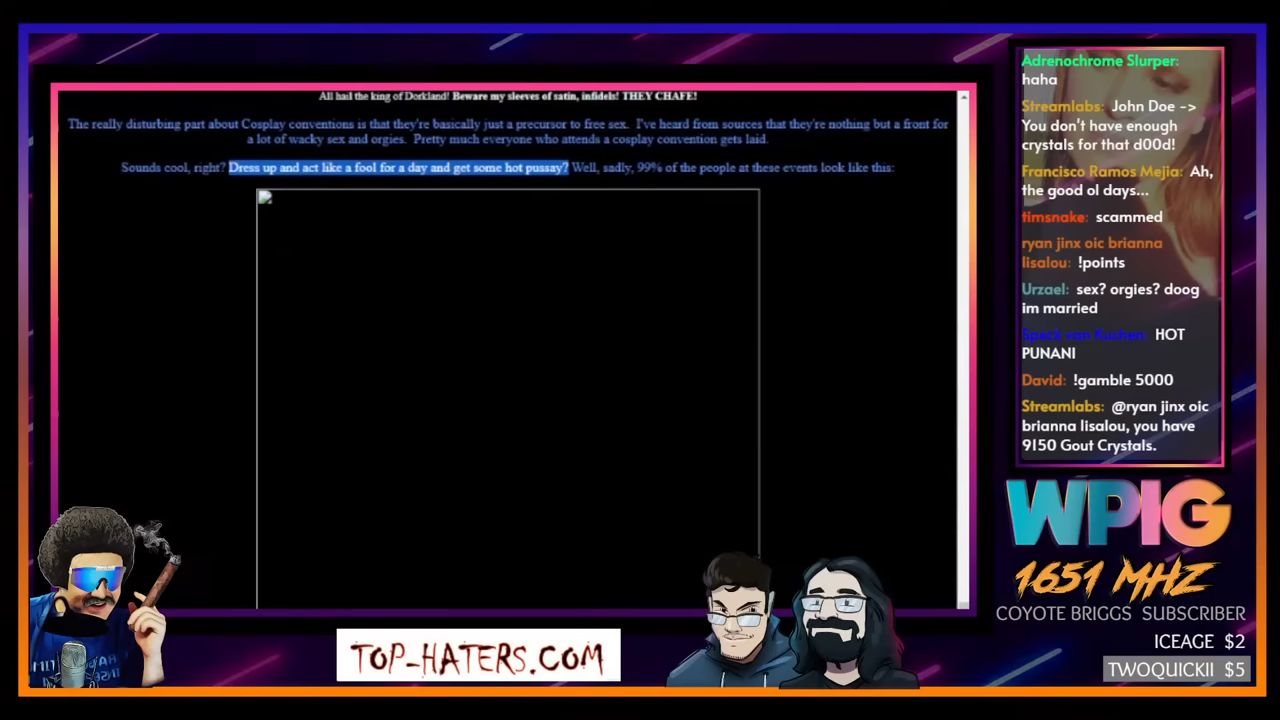 All hail the king of Dorkland! Beware my sleeves of satin, infidels! THEY CHAFE!
The really disturbing part about Cosplay conventions is that they're basically just a precursor to free sex. I've heard from sources that they're nothing but a front for
a lot of wacky sex and orgies. Pretty much everyone who attends a cosplay convention gets laid.
Sounds cool, right? Dress up and act like a fool for a day and get some hot pussay? Well, sadly, 99% of the people at these events look like this:
Adrenochrome Slurper:
haha
Streamlabs: John Doe ->
You don't have enough
crystals for that d00d!
Francisco Ramos Mejia: Ah,
the good ol days...
timsnake: scammed
ryan jinx oic brianna
lisalou: !points
Urzael: sex? orgies? doog
im married
Speck van Kuchen: HOT
PUNANI
David: !gamble 5000
Streamlabs: @ryan jinx oic
brianna lisalou, you have
9150 Gout Crystals.
WPIG
1651 MHZ
COYOTE BRIGGS SUBSCRIBER
ICEAGE $2
TWOQUICKII $5
TOP-HATERS.COM